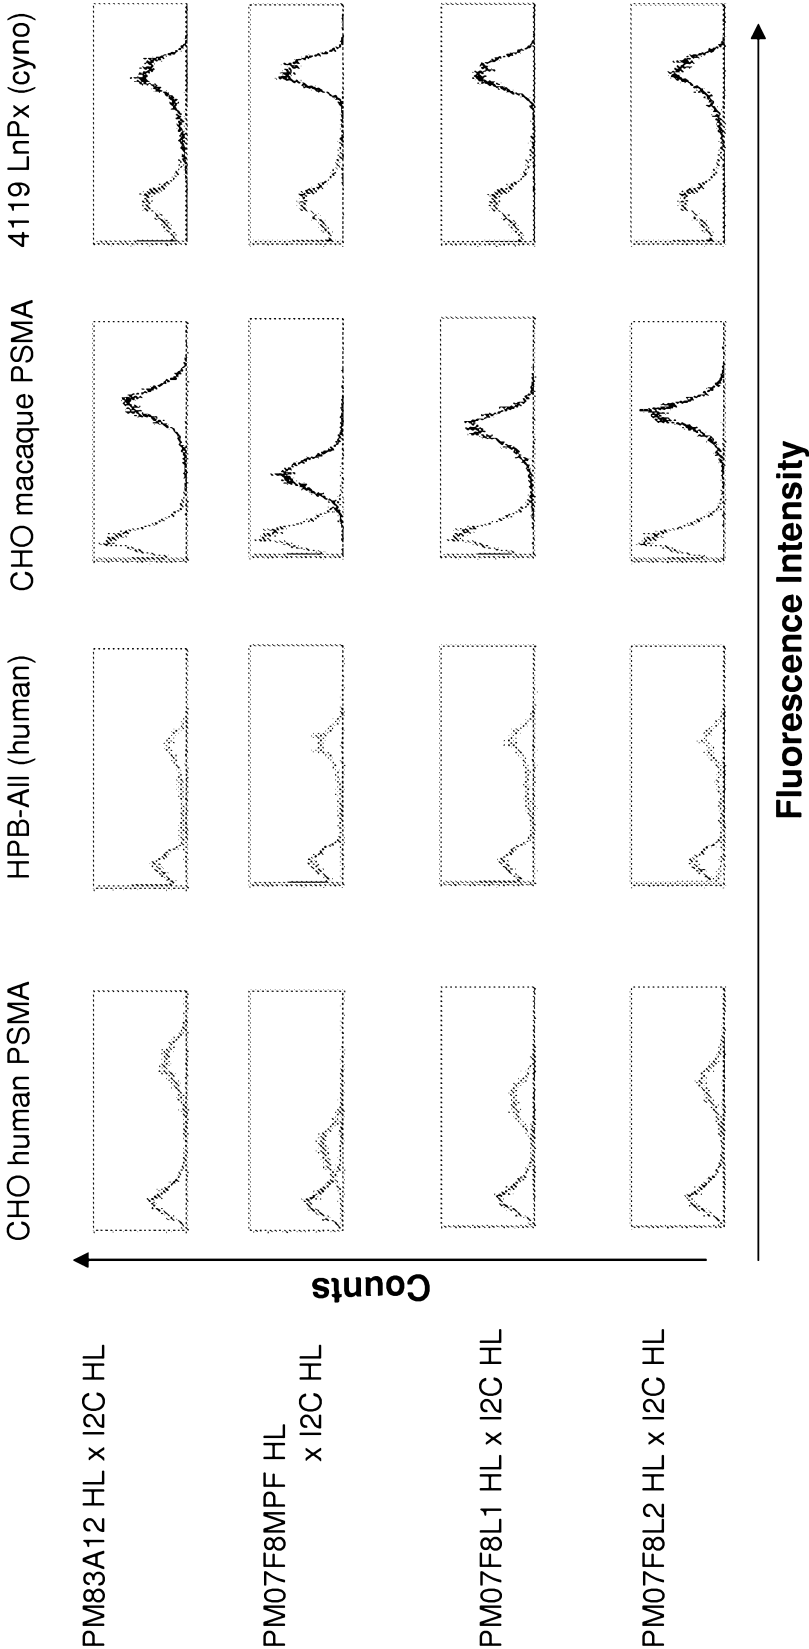 CHO human PSMA
HPB-All (human)
CHO macaque PSMA
4119 LnPx (cyno)
PM83A12 HL x I2C HL
PM07F8MPF HL
x I2C HL
PM07F8L1 HL x I2C HL
PM07F8L2 HL x I2C HL
Counts
Fluorescence Intensity